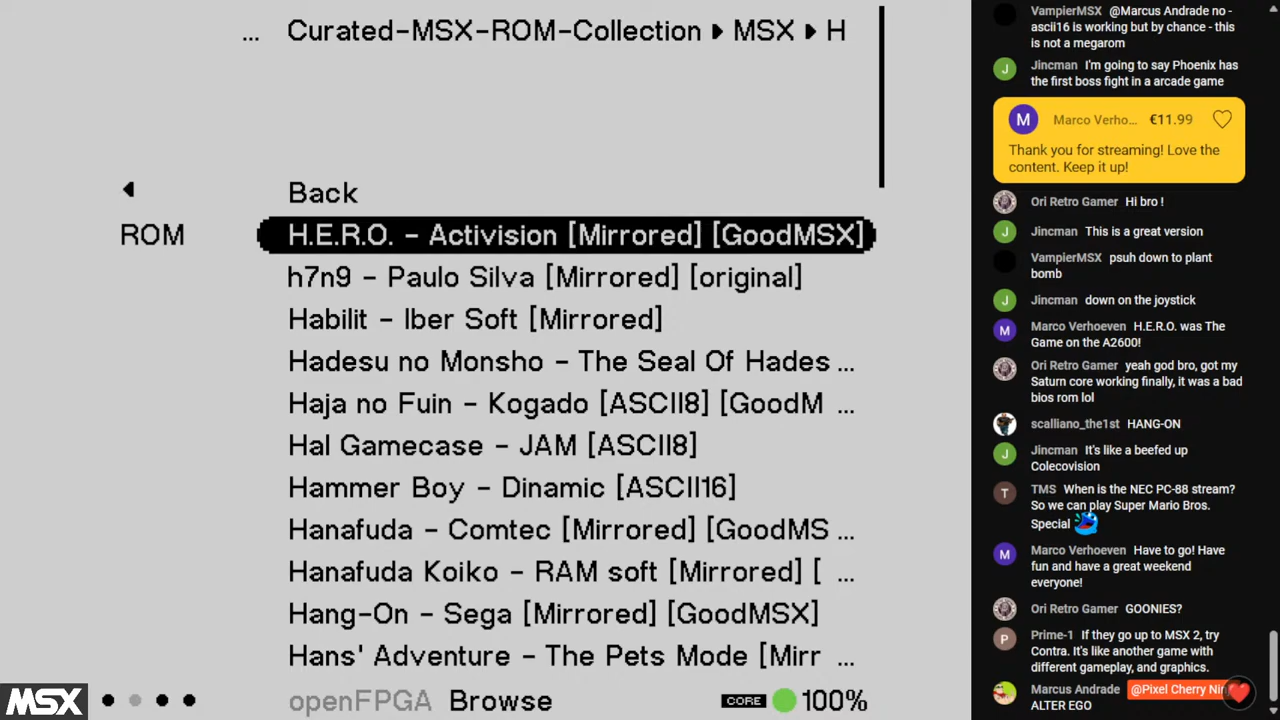 ... Curated-MSX-ROM-Collection ▸ MSX ▸ H
Back
ROM
H.E.R.O. - Activision [Mirrored] [GoodMSX]
h7n9 - Paulo Silva [Mirrored] [original]
Habilit - Iber Soft [Mirrored]
Hadesu no Monsho - The Seal Of Hades ...
Haja no Fuin - Kogado [ASCII8] [GoodM ...
Hal Gamecase - JAM [ASCII8]
Hammer Boy - Dinamic [ASCII16]
Hanafuda - Comtec [Mirrored] [GoodMS ...
Hanafuda Koiko - RAM soft [Mirrored] [ ...
Hang-On - Sega [Mirrored] [GoodMSX]
Hans' Adventure - The Pets Mode [Mirr ...
MSX
openFPGA Browse
CORE 100%
VampierMSX @Marcus Andrade no -
ascii16 is working but by chance - this
is not a megarom
J Jincman I'm going to say Phoenix has
the first boss fight in a arcade game
M Marco Verho... €11.99
Thank you for streaming! Love the
content. Keep it up!
Ori Retro Gamer Hi bro !
J Jincman This is a great version
VampierMSX psuh down to plant
bomb
J Jincman down on the joystick
M Marco Verhoeven H.E.R.O. was The
Game on the A2600!
Ori Retro Gamer yeah god bro, got my
Saturn core working finally, it was a bad
bios rom lol
scalliano_the1st HANG-ON
J Jincman It's like a beefed up
Colecovision
T TMS When is the NEC PC-88 stream?
So we can play Super Mario Bros.
Special
M Marco Verhoeven Have to go! Have
fun and have a great weekend
everyone!
Ori Retro Gamer GOONIES?
P Prime-1 If they go up to MSX 2, try
Contra. It's like another game with
different gameplay, and graphics.
Marcus Andrade @Pixel Cherry Nin
ALTER EGO